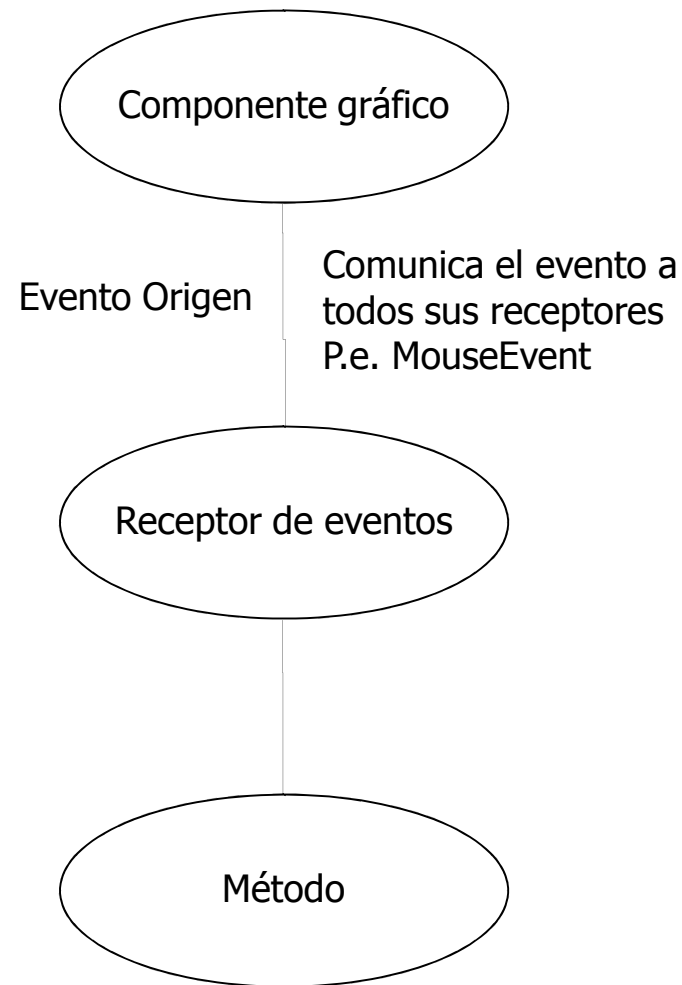 Componente gráfico
Evento Origen
Comunica el evento a
todos sus receptores
P.e. MouseEvent
Receptor de eventos
Método